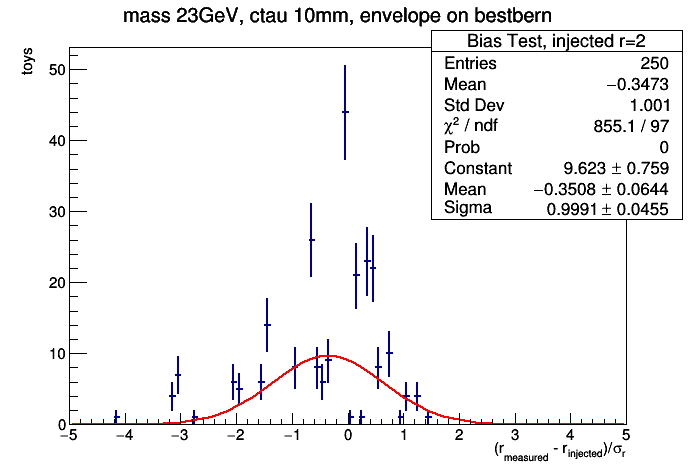 mass 23GeV, ctau 10mm, envelope on bestbern
Bias Test, injected r=2
Entries 250
Mean −0.3473
Std Dev 1.001
χ² / ndf 855.1 / 97
Prob 0
Constant 9.623 ± 0.759
Mean −0.3508 ± 0.0644
Sigma 0.9991 ± 0.0455
toys
50
40
30
20
10
0
−5 −4 −3 −2 −1 0 1 2 3 4 5
(r_measured - r_injected)/σ_r